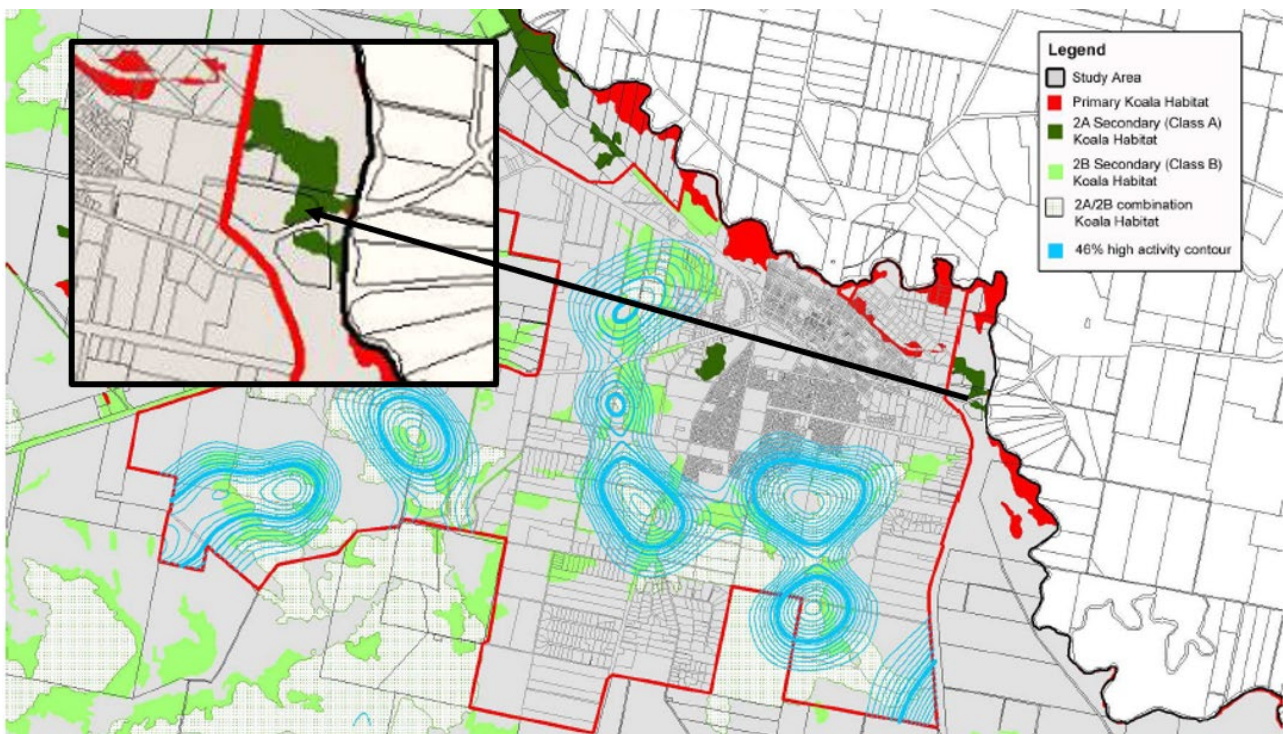 Legend
Study Area
Primary Koala Habitat
2A Secondary (Class A)
Koala Habitat
2B Secondary (Class B)
Koala Habitat
2A/2B combination
Koala Habitat
46% high activity contour